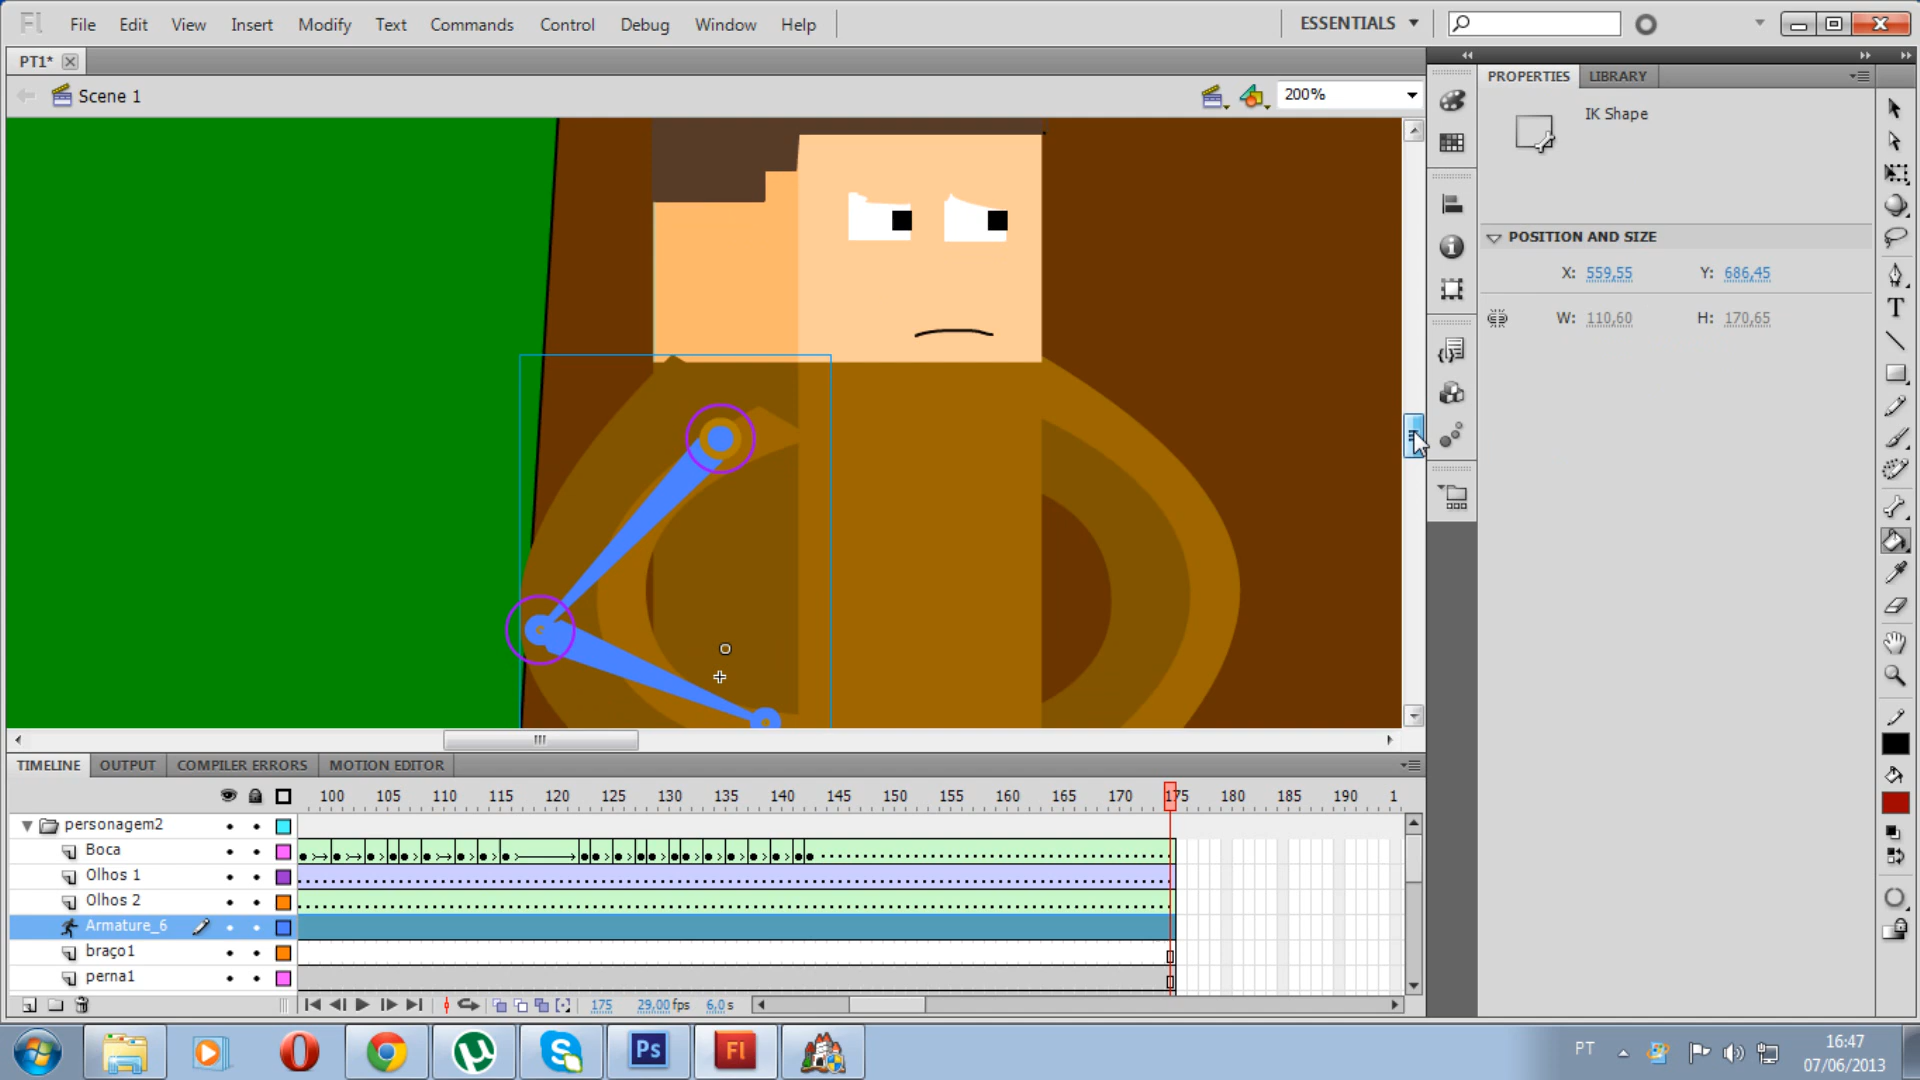 Fl File Edit View Insert Modify Text Commands Control Debug Window Help ESSENTIALS
PT1*
Scene 1 200%
PROPERTIES LIBRARY
IK Shape
POSITION AND SIZE
X: 559,55 Y: 686,45
W: 110,60 H: 170,65
TIMELINE OUTPUT COMPILER ERRORS MOTION EDITOR
100 105 110 115 120 125 130 135 140 145 150 155 160 165 170 175 180 185 190 1
personagem2
Boca
Olhos 1
Olhos 2
Armature_6
braço1
perna1
175 29,00 fps 6,0 s
Ps Fl PT 16:47
07/06/2013